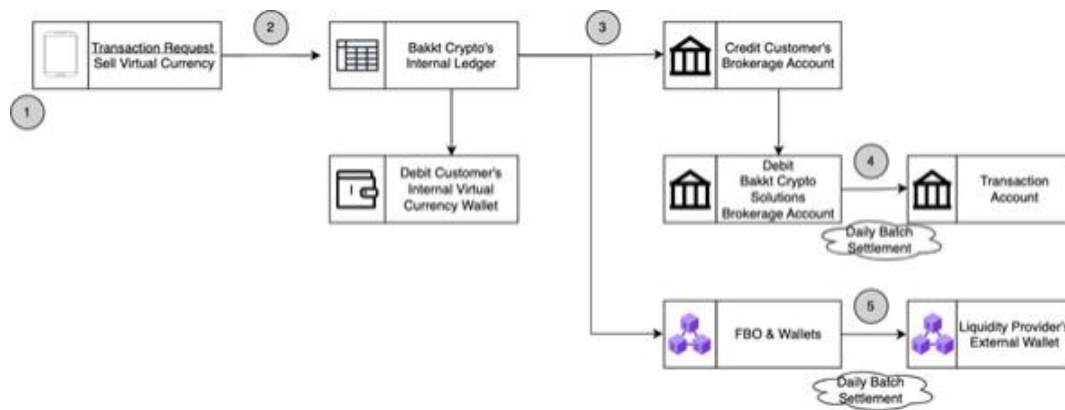 1
Transaction Request
Sell Virtual Currency
2
Bakkt Crypto's
Internal Ledger
Debit Customer's
Internal Virtual
Currency Wallet
3
Credit Customer's
Brokerage Account
Debit
Bakkt Crypto
Solutions
Brokerage Account
4
Daily Batch
Settlement
Transaction
Account
FBO & Wallets
5
Daily Batch
Settlement
Liquidity Provider's
External Wallet